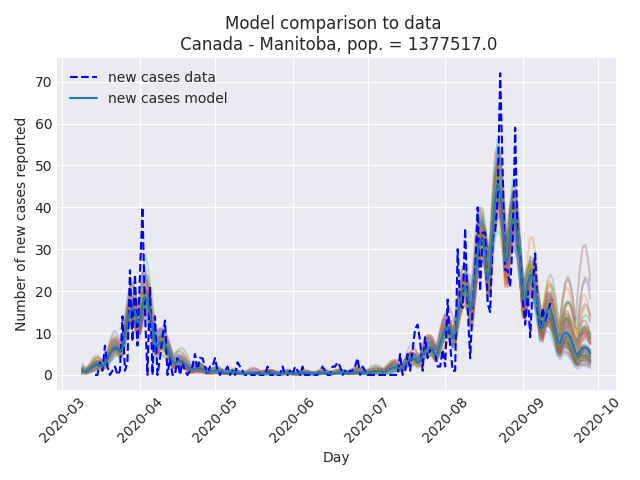 Model comparison to data
Canada - Manitoba, pop. = 1377517.0
new cases data
new cases model
Number of new cases reported
70
60
50
40
30
20
10
0
2020-03
2020-04
2020-05
2020-06
2020-07
2020-08
2020-09
2020-10
Day